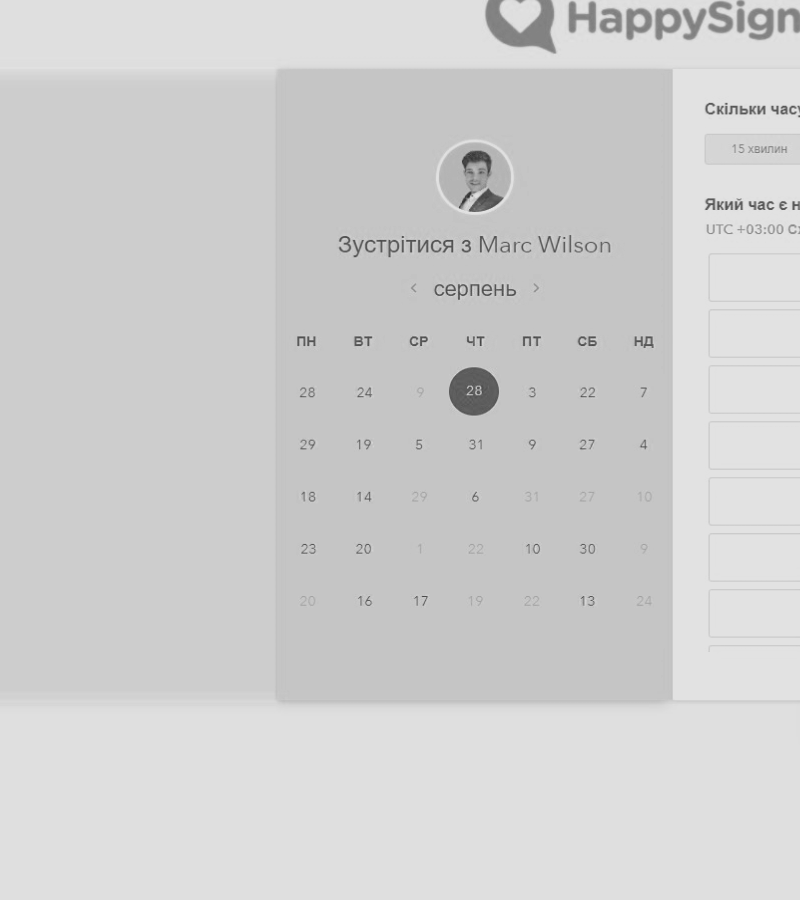 HappySign
Зустрітися з Marc Wilson
серпень
ПН ВТ СР ЧТ ПТ СБ НД
28 24 9 28 3 22 7
29 19 5 31 9 27 4
18 14 29 6 31 27 10
23 20 1 22 10 30 9
20 16 17 19 22 13 24
Скільки часу
15 хвилин
Який час є н
UTC +03:00 Сх